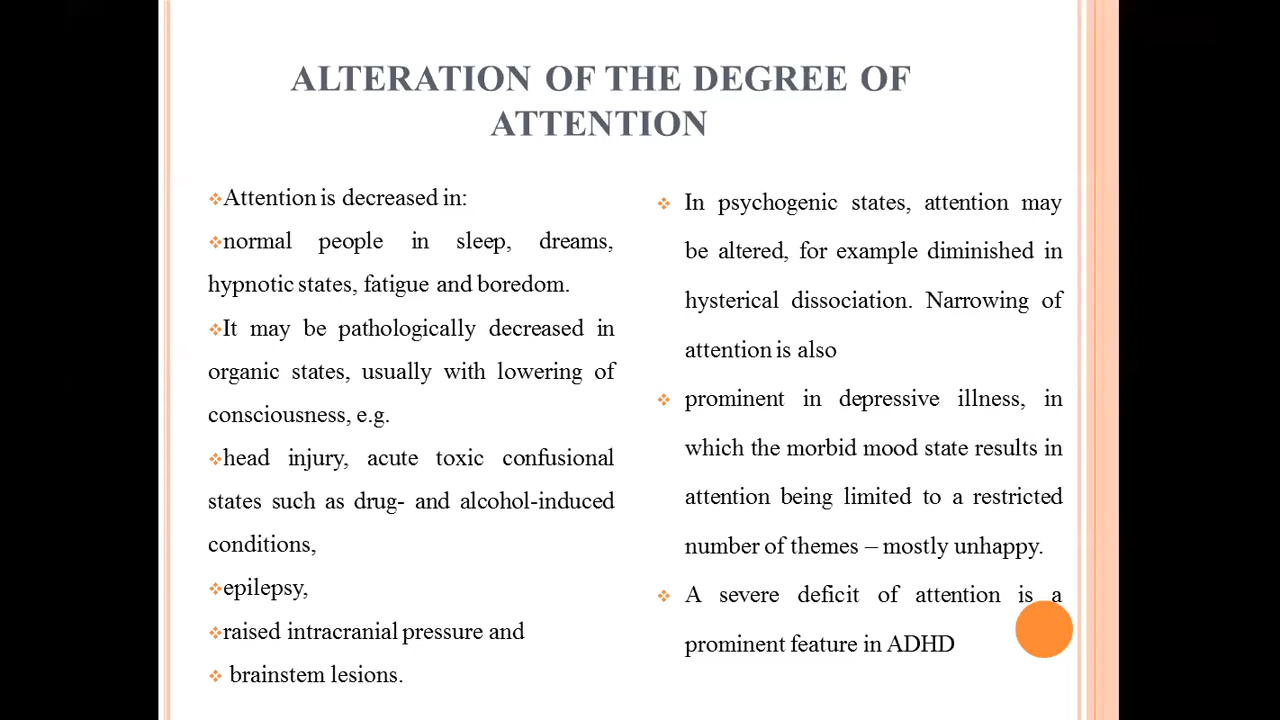 ALTERATION OF THE DEGREE OF
ATTENTION
❖Attention is decreased in:
❖normal people in sleep, dreams,
hypnotic states, fatigue and boredom.
❖It may be pathologically decreased in
organic states, usually with lowering of
consciousness, e.g.
❖head injury, acute toxic confusional
states such as drug- and alcohol-induced
conditions,
❖epilepsy,
❖raised intracranial pressure and
❖ brainstem lesions.
❖ In psychogenic states, attention may
be altered, for example diminished in
hysterical dissociation. Narrowing of
attention is also
❖ prominent in depressive illness, in
which the morbid mood state results in
attention being limited to a restricted
number of themes – mostly unhappy.
❖ A severe deficit of attention is a
prominent feature in ADHD